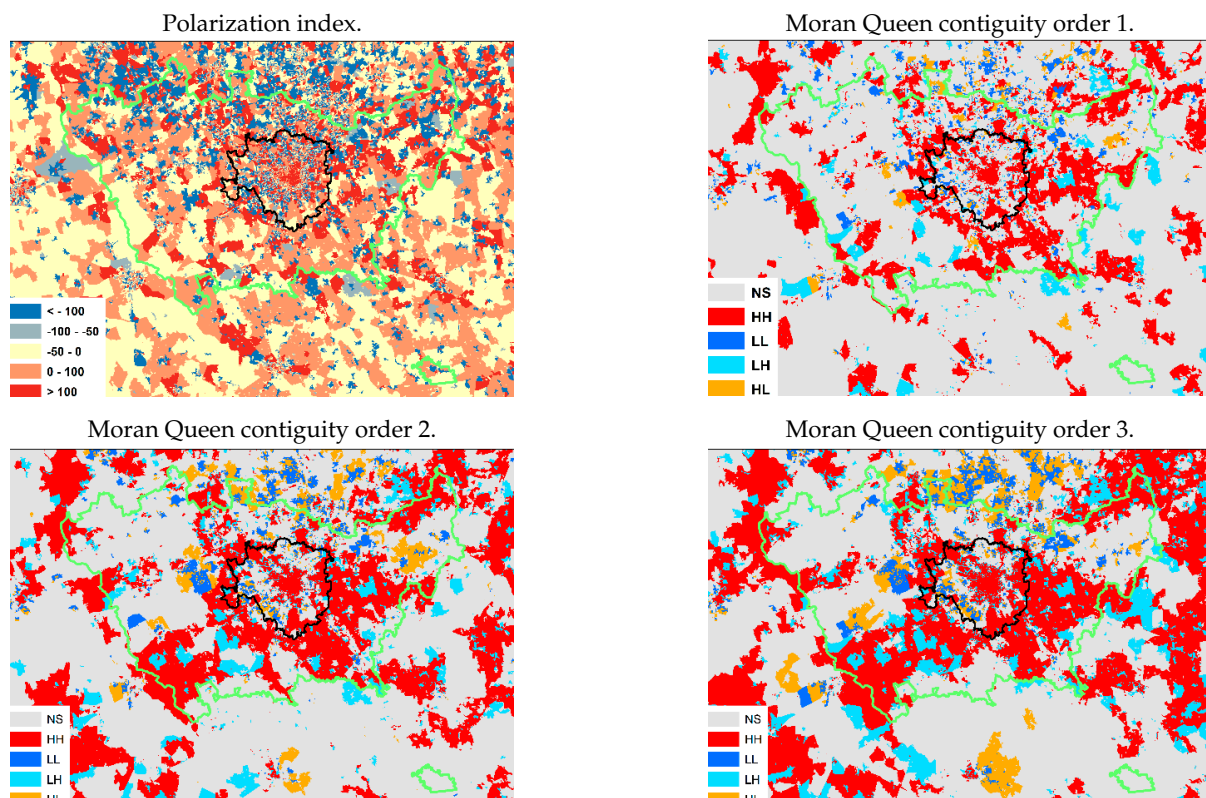 Polarization index.
Moran Queen contiguity order 1.
< - 100
-100 - -50
-50 - 0
0 - 100
> 100
NS
HH
LL
LH
HL
Moran Queen contiguity order 2.
Moran Queen contiguity order 3.
NS
HH
LL
LH
HL
NS
HH
LL
LH
HL